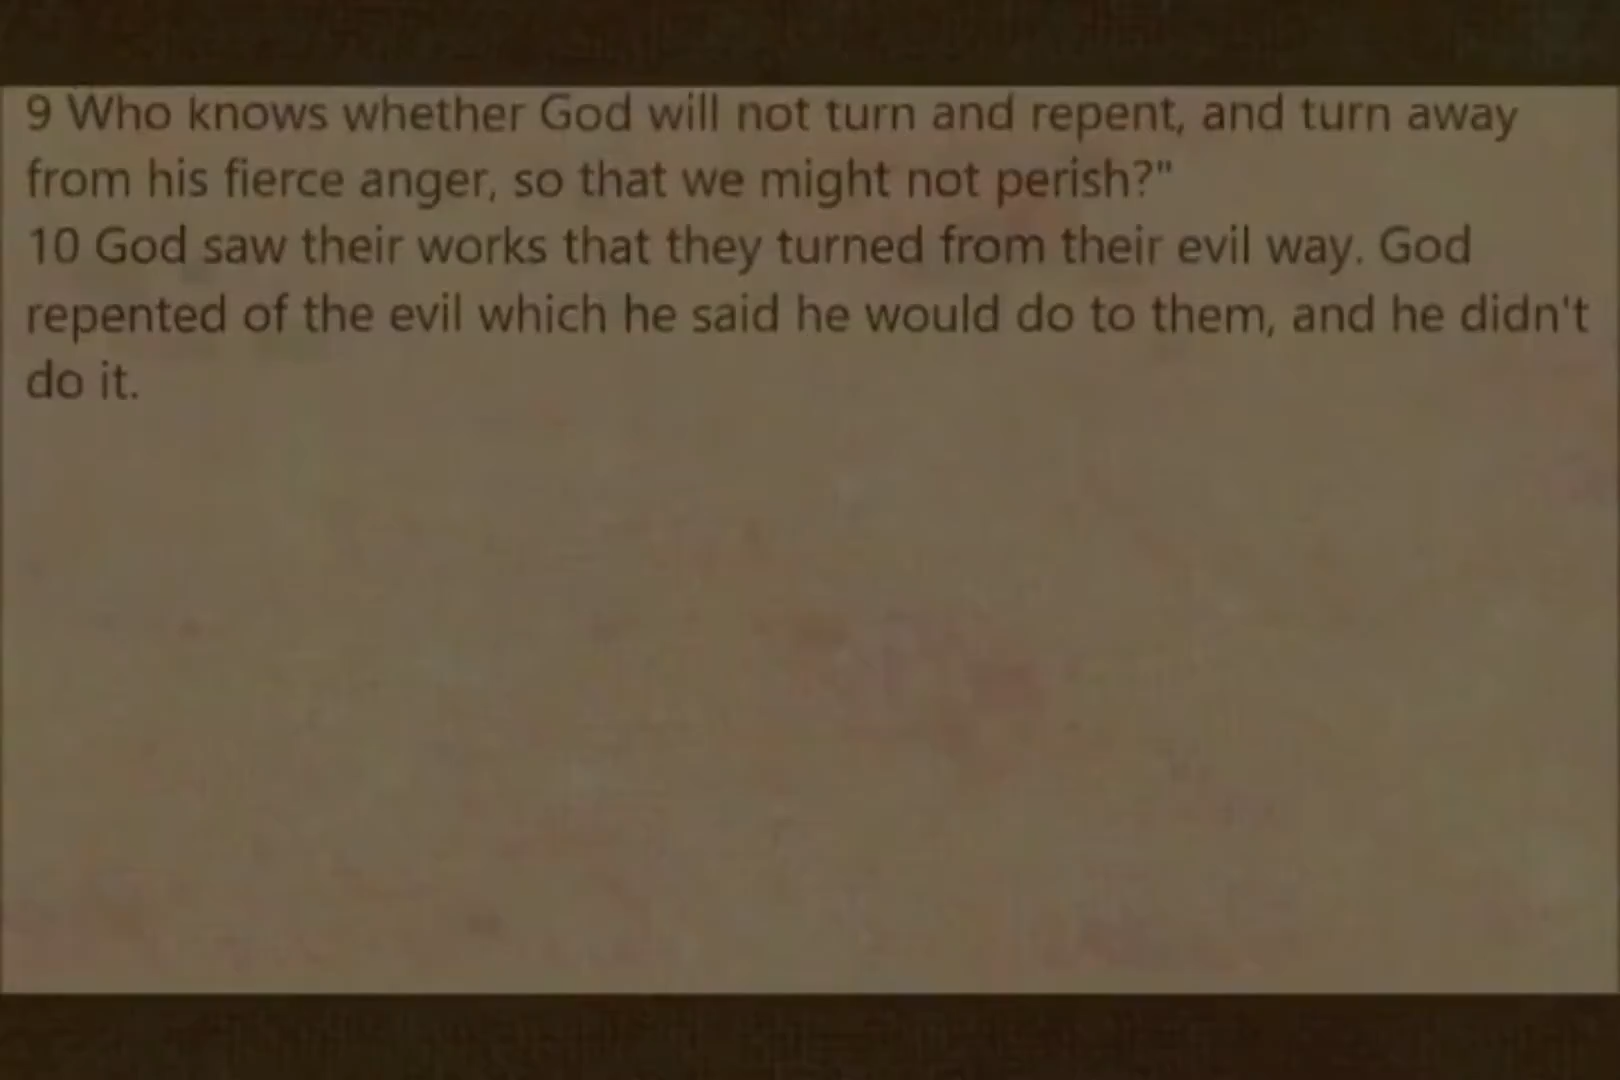 9 Who knows whether God will not turn and repent, and turn away
from his fierce anger, so that we might not perish?"
10 God saw their works that they turned from their evil way. God
repented of the evil which he said he would do to them, and he didn't
do it.